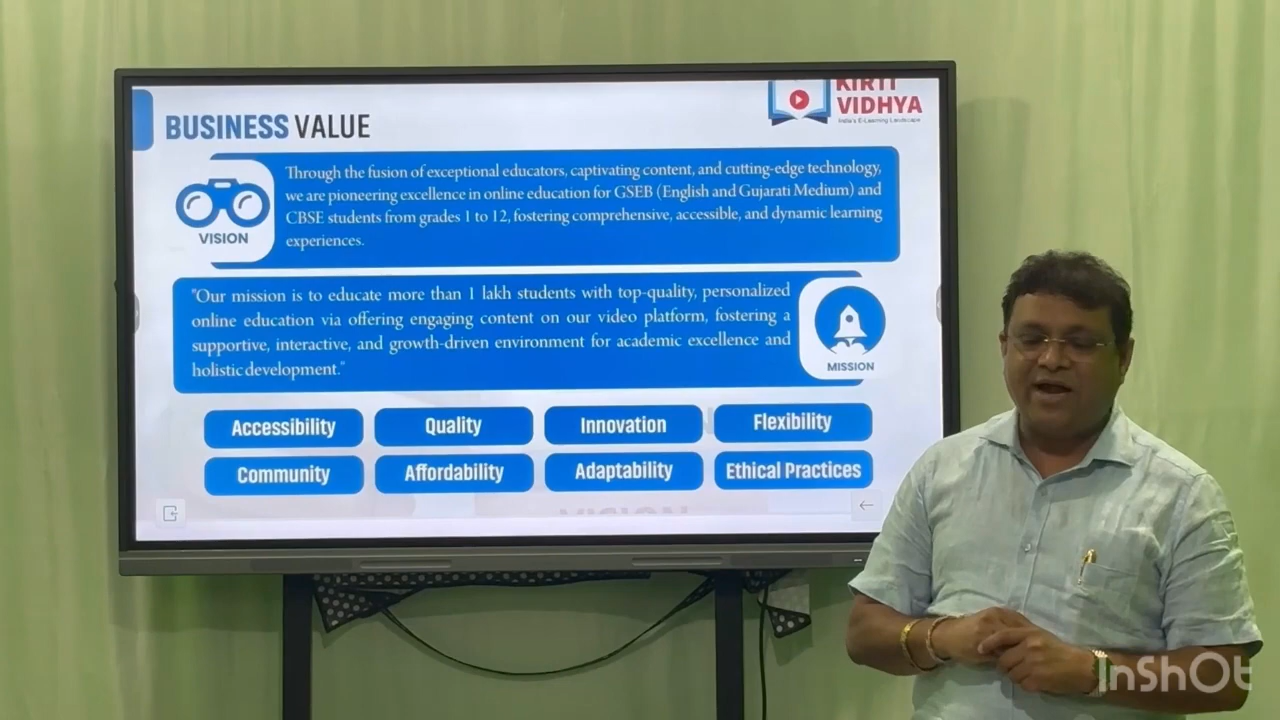 KIRTI
VIDHYA
India's E-Learning Landscape
BUSINESS VALUE
Through the fusion of exceptional educators, captivating content, and cutting-edge technology,
we are pioneering excellence in online education for GSEB (English and Gujarati Medium) and
CBSE students from grades 1 to 12, fostering comprehensive, accessible, and dynamic learning
experiences.
VISION
"Our mission is to educate more than 1 lakh students with top-quality, personalized
online education via offering engaging content on our video platform, fostering a
supportive, interactive, and growth-driven environment for academic excellence and
holistic development."
MISSION
Accessibility Quality Innovation Flexibility
Community Affordability Adaptability Ethical Practices
VISION
InShOt